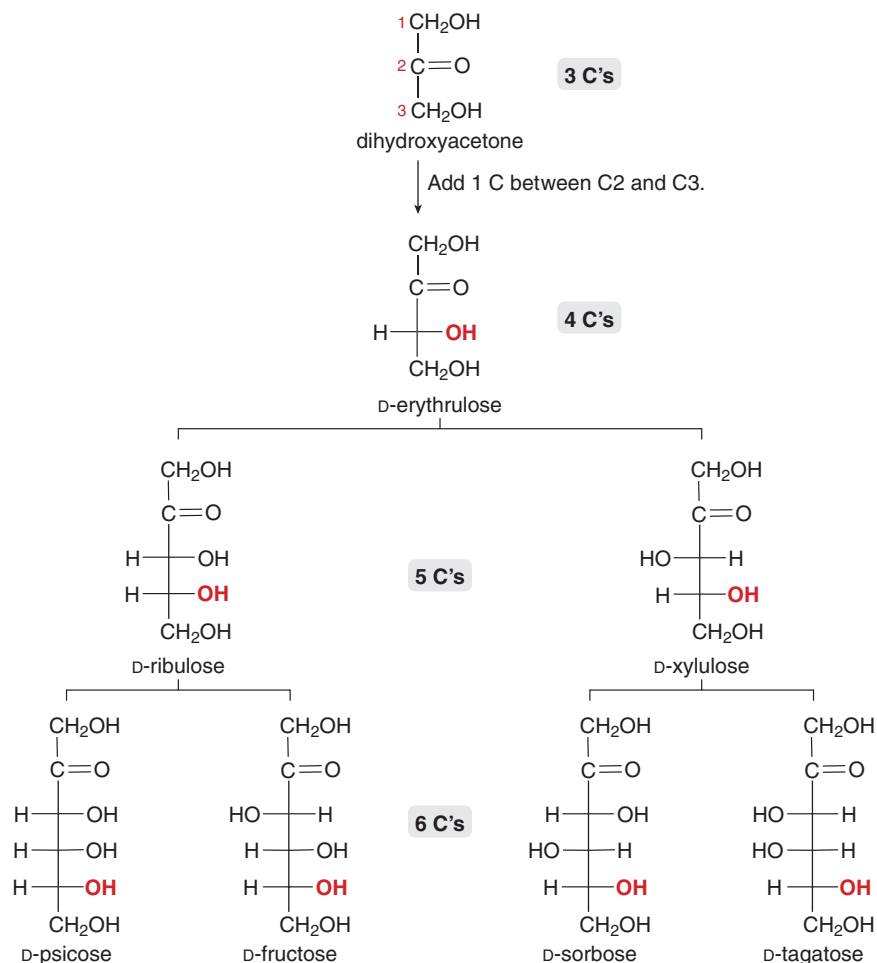 1 CH2OH
2 C=O
3 C's
3 CH2OH
dihydroxyacetone
Add 1 C between C2 and C3.
CH2OH
C=O
4 C's
H OH
CH2OH
D-erythrulose
CH2OH
C=O
H OH
H OH
CH2OH
D-ribulose
5 C's
CH2OH
C=O
HO H
H OH
CH2OH
D-xylulose
CH2OH
C=O
H OH
H OH
H OH
CH2OH
D-psicose
CH2OH
C=O
HO H
H OH
H OH
CH2OH
D-fructose
6 C's
CH2OH
C=O
H OH
HO H
H OH
CH2OH
D-sorbose
CH2OH
C=O
HO H
HO H
H OH
CH2OH
D-tagatose